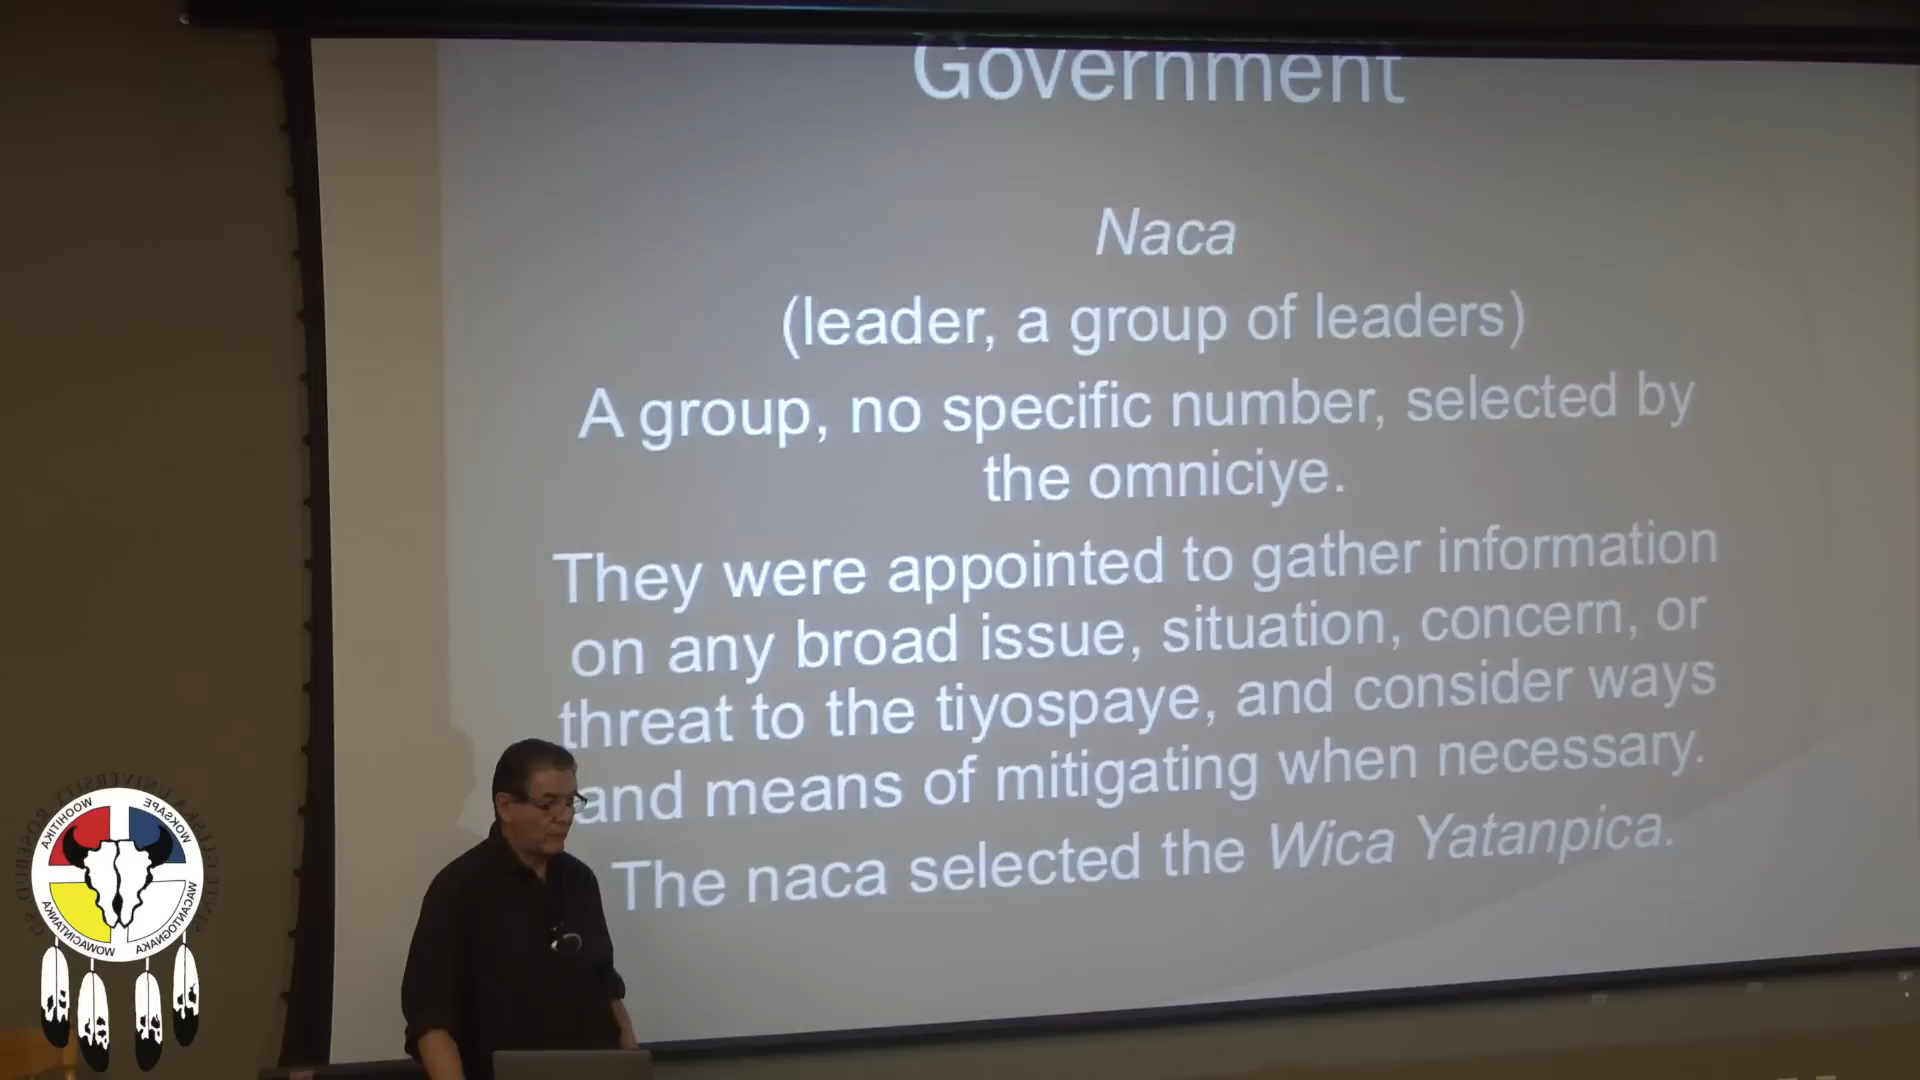 Government
Naca
(leader, a group of leaders)
A group, no specific number, selected by
the omniciye.
They were appointed to gather information
on any broad issue, situation, concern, or
threat to the tiyospaye, and consider ways
and means of mitigating when necessary.
The naca selected the Wica Yatanpica.
WOOHITIKA
WOKSAPE
WOWACINTANKA
WACANTOGNAKA